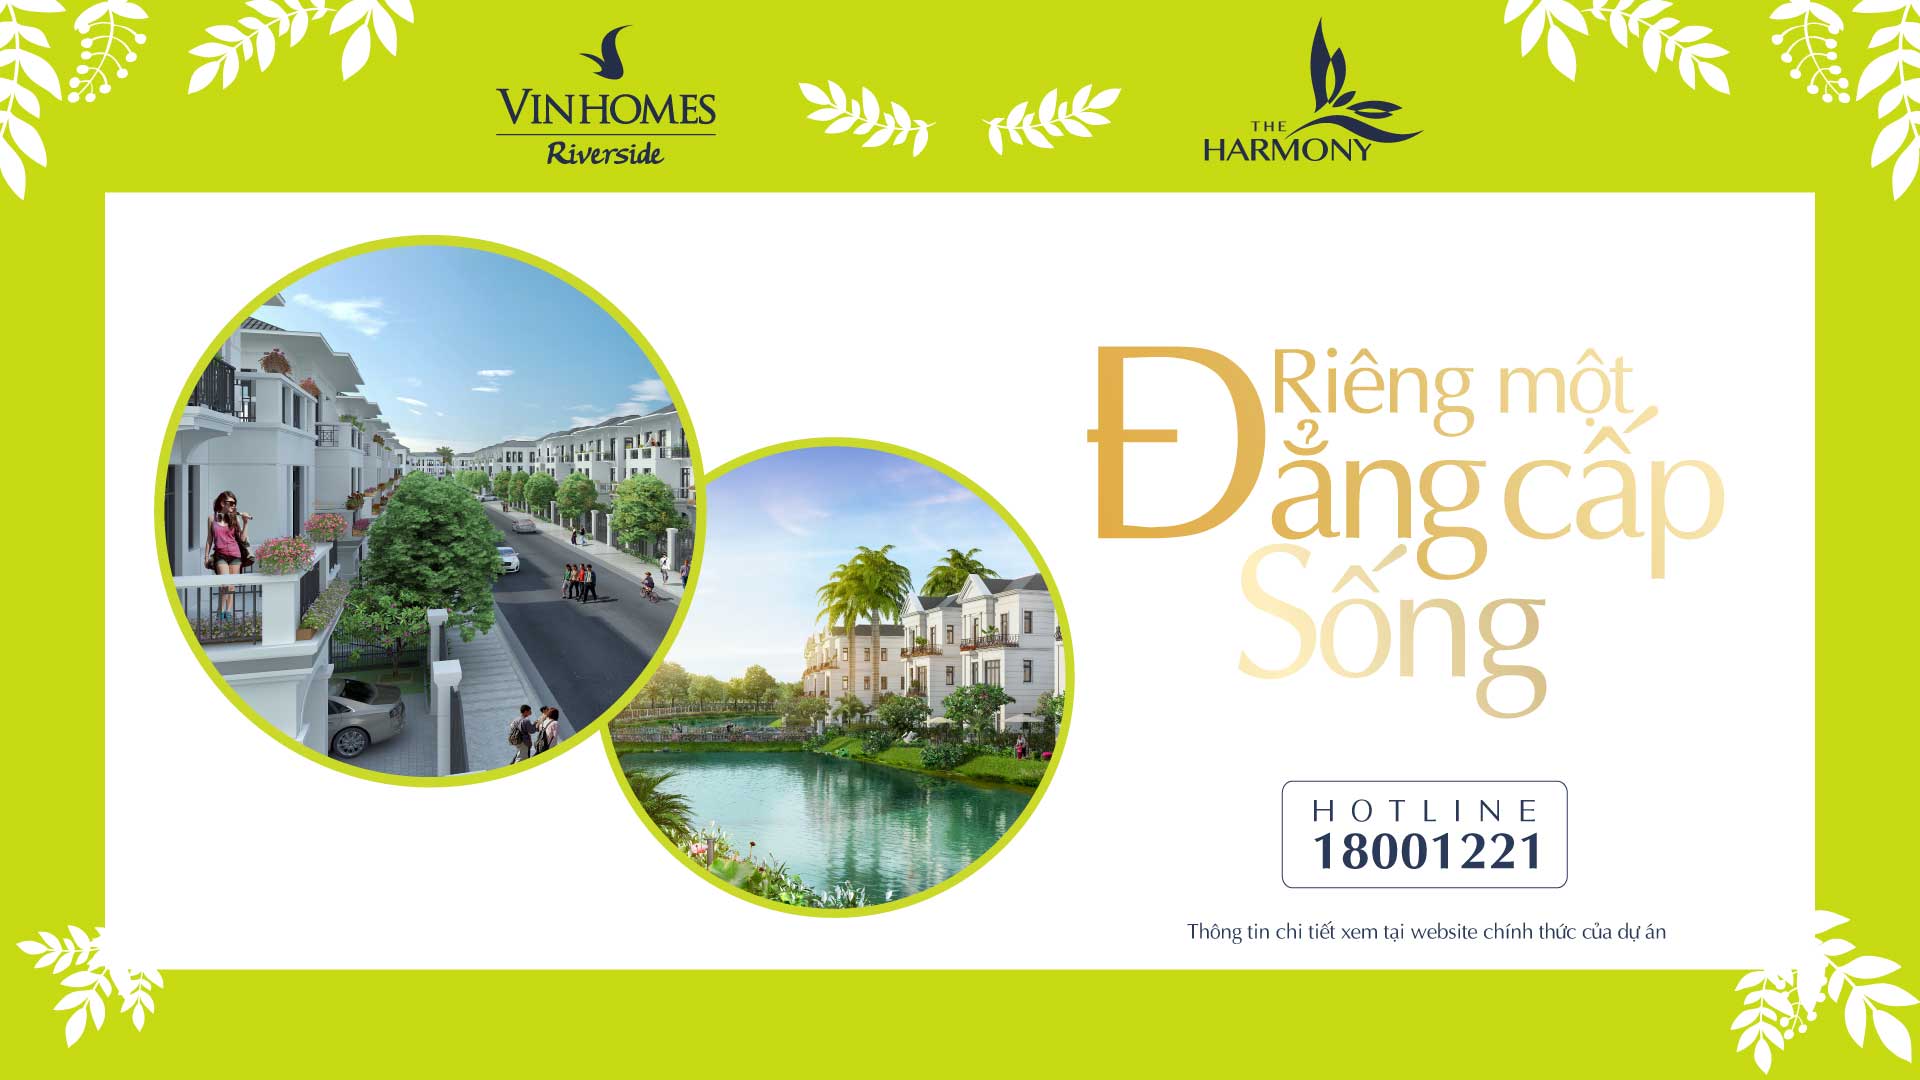 VINHOMES
Riverside
THE
HARMONY
Riêng một
Đẳng cấp
Sống
HOTLINE
18001221
Thông tin chi tiết xem tại website chính thức của dự án